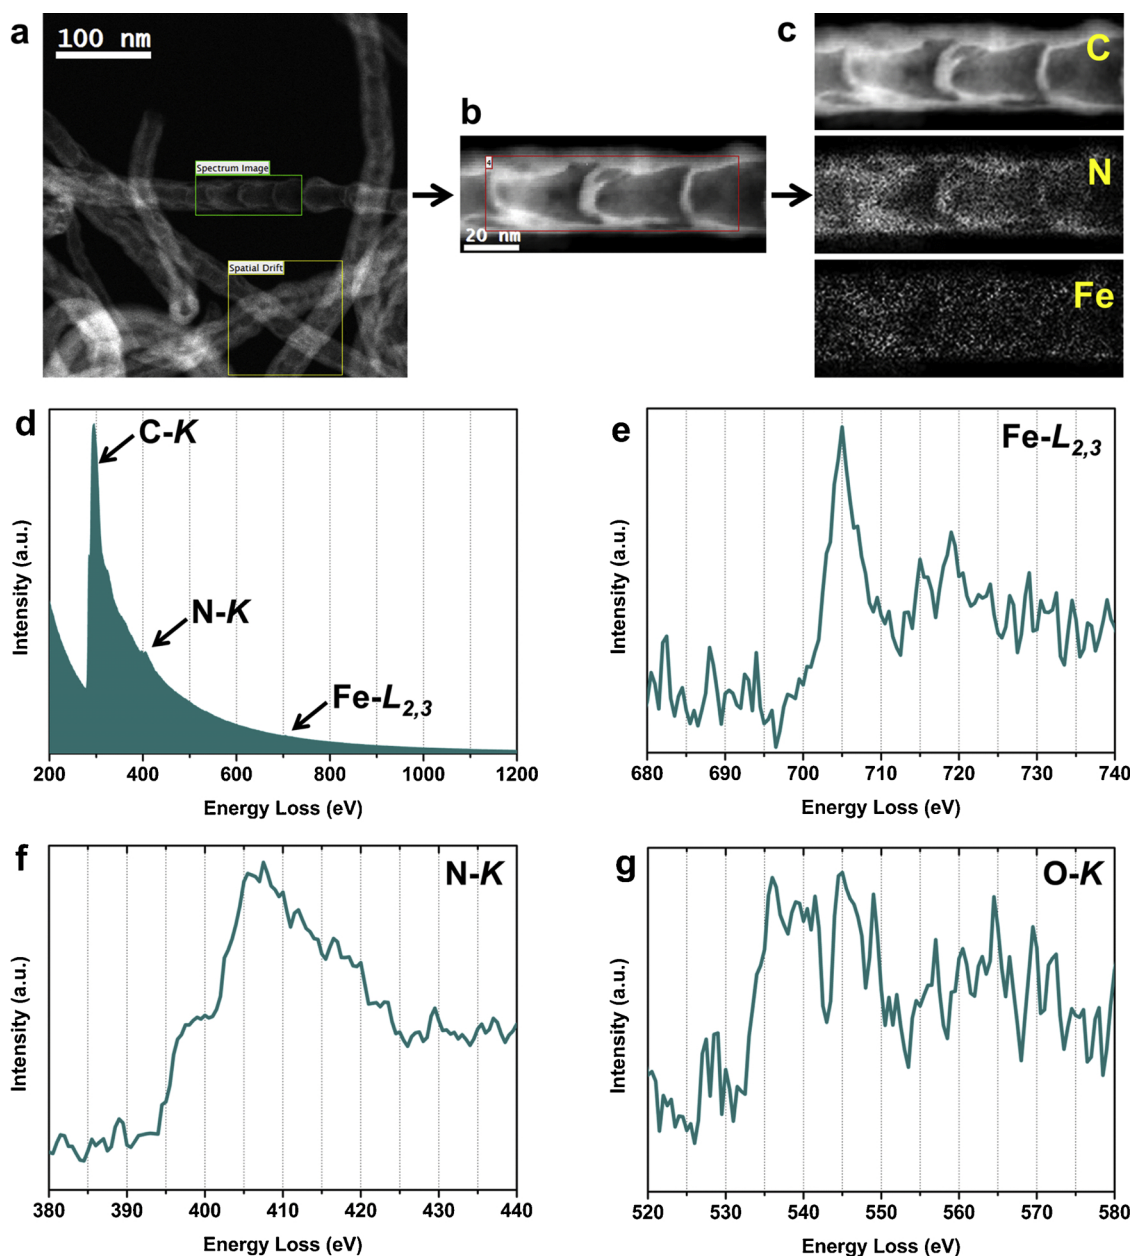 a
100 nm
Spectrum Image
Spatial Drift
b
4
20 nm
c
C
N
Fe
d
C-K
N-K
Fe-L2,3
Intensity (a.u.)
200 400 600 800 1000 1200
Energy Loss (eV)
e
Fe-L2,3
Intensity (a.u.)
680 690 700 710 720 730 740
Energy Loss (eV)
f
N-K
Intensity (a.u.)
380 390 400 410 420 430 440
Energy Loss (eV)
g
O-K
Intensity (a.u.)
520 530 540 550 560 570 580
Energy Loss (eV)